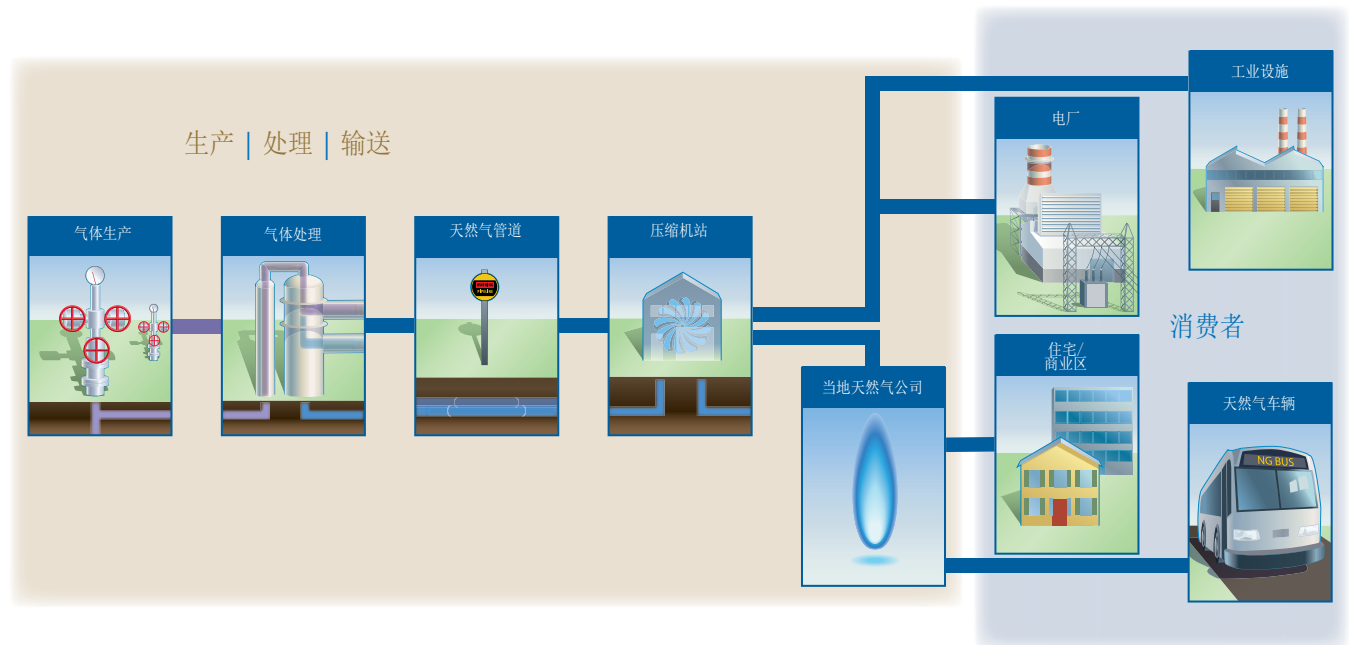 生产 | 处理 | 输送
气体生产
气体处理
天然气管道
压缩机站
当地天然气公司
工业设施
电厂
住宅/
商业区
消费者
天然气车辆
NG BUS